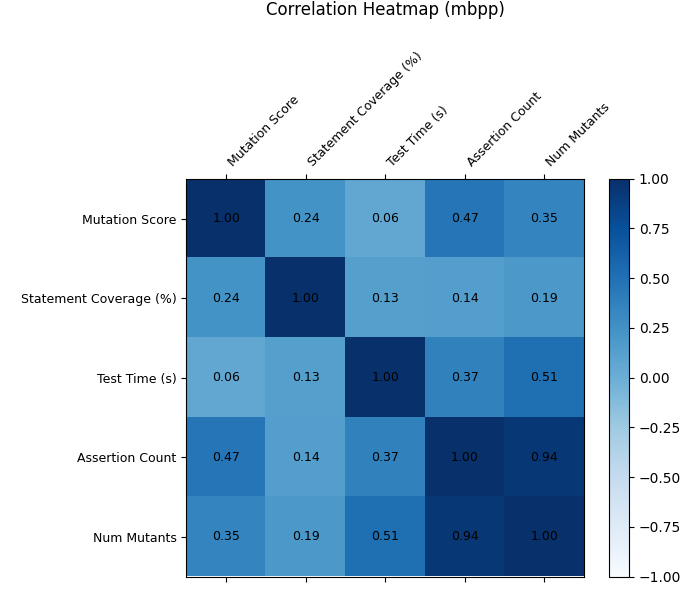 Correlation Heatmap (mbpp)
Mutation Score
Statement Coverage (%)
Test Time (s)
Assertion Count
Num Mutants
Mutation Score 1.00 0.24 0.06 0.47 0.35
Statement Coverage (%) 0.24 1.00 0.13 0.14 0.19
Test Time (s) 0.06 0.13 1.00 0.37 0.51
Assertion Count 0.47 0.14 0.37 1.00 0.94
Num Mutants 0.35 0.19 0.51 0.94 1.00
1.00
0.75
0.50
0.25
0.00
−0.25
−0.50
−0.75
−1.00